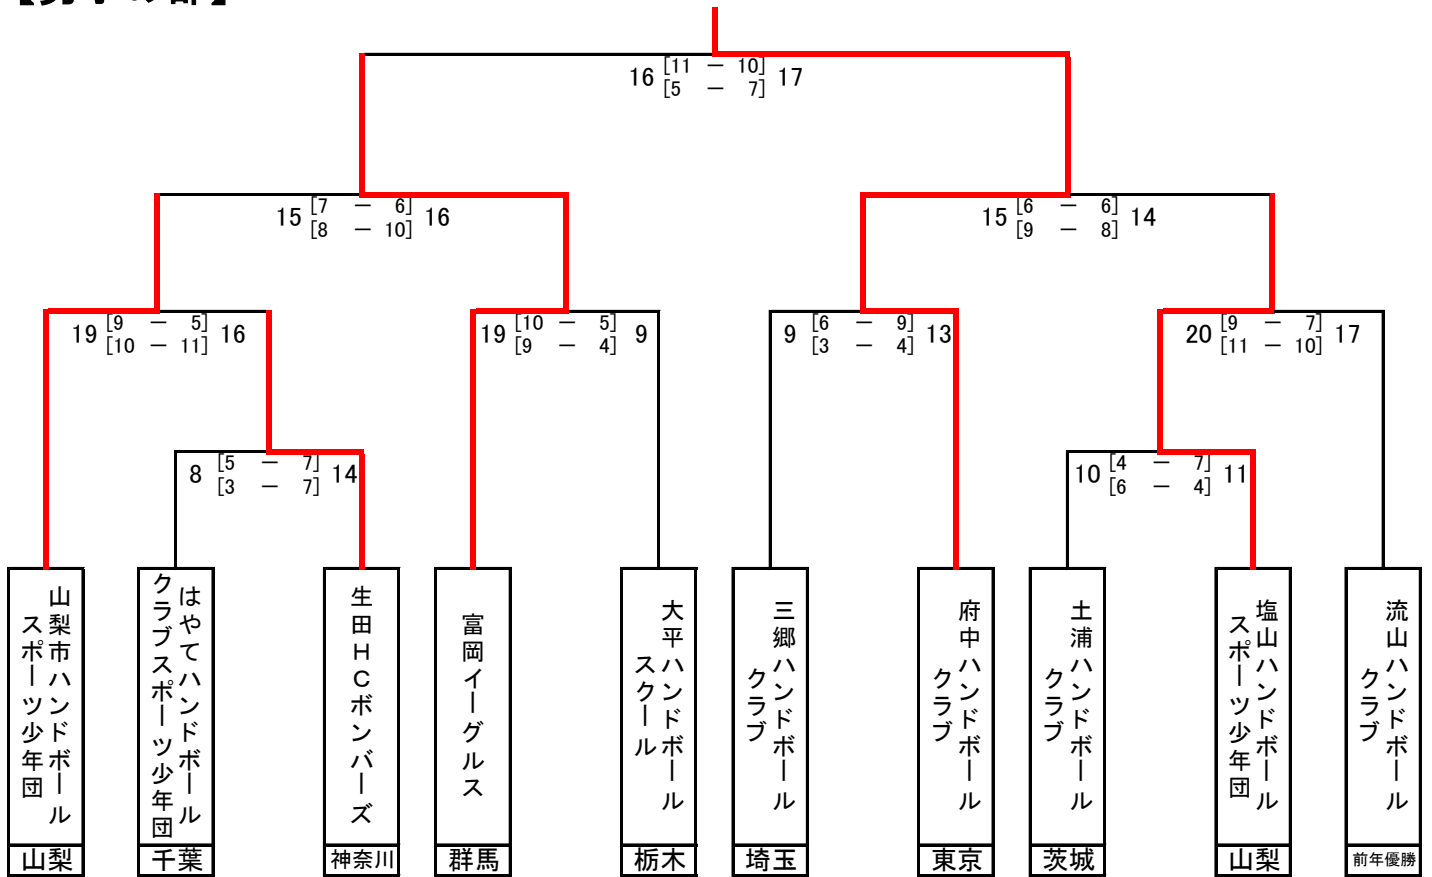 16 [11 － 10] 17
[5 － 7]
15 [7 － 6] 16
[8 － 10]
15 [6 － 6] 14
[9 － 8]
19 [9 － 5] 16
[10 － 11]
19 [10 － 5] 9
[9 － 4]
9 [6 － 9] 13
[3 － 4]
20 [9 － 7] 17
[11 － 10]
8 [5 － 7] 14
[3 － 7]
10 [4 － 7] 11
[6 － 4]
山梨市ハンドボール
スポーツ少年団
山梨
はやてハンドボール
クラブスポーツ少年団
千葉
生田HCボンバーズ
神奈川
富岡イーグルス
群馬
大平ハンドボール
スクール
栃木
三郷ハンドボール
クラブ
埼玉
府中ハンドボール
クラブ
東京
土浦ハンドボール
クラブ
茨城
塩山ハンドボール
スポーツ少年団
山梨
流山ハンドボール
クラブ
前年優勝